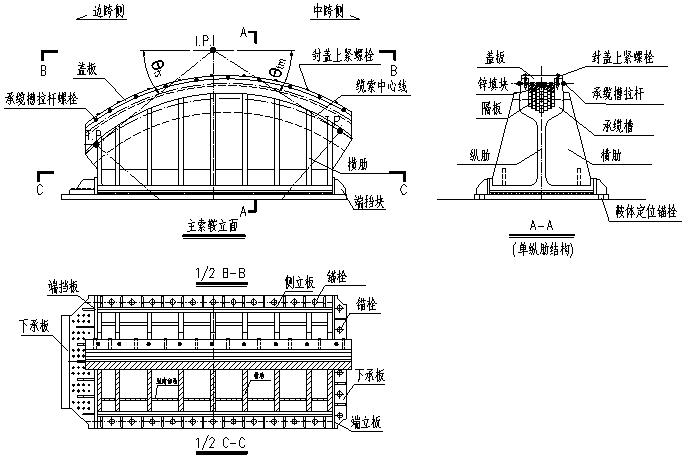 边跨侧
中跨侧
I.P.I
A
B
B
θs
θm
盖板
封盖上紧螺栓
缆索中心线
承缆槽拉杆螺栓
T.P.
T.P.
横肋
C
C
端挡块
A
主索鞍立面
盖板
封盖上紧螺栓
锌填块
承缆槽拉杆
隔板
承缆槽
纵肋
横肋
鞍体定位锚栓
A-A
(单纵肋结构)
1/2 B-B
端挡板
侧立板
锚栓
锚栓
下承板
下承板
端立板
1/2 C-C